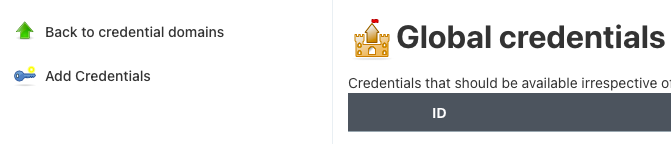 Back to credential domains
Add Credentials
Global credentials
Credentials that should be available irrespective
ID